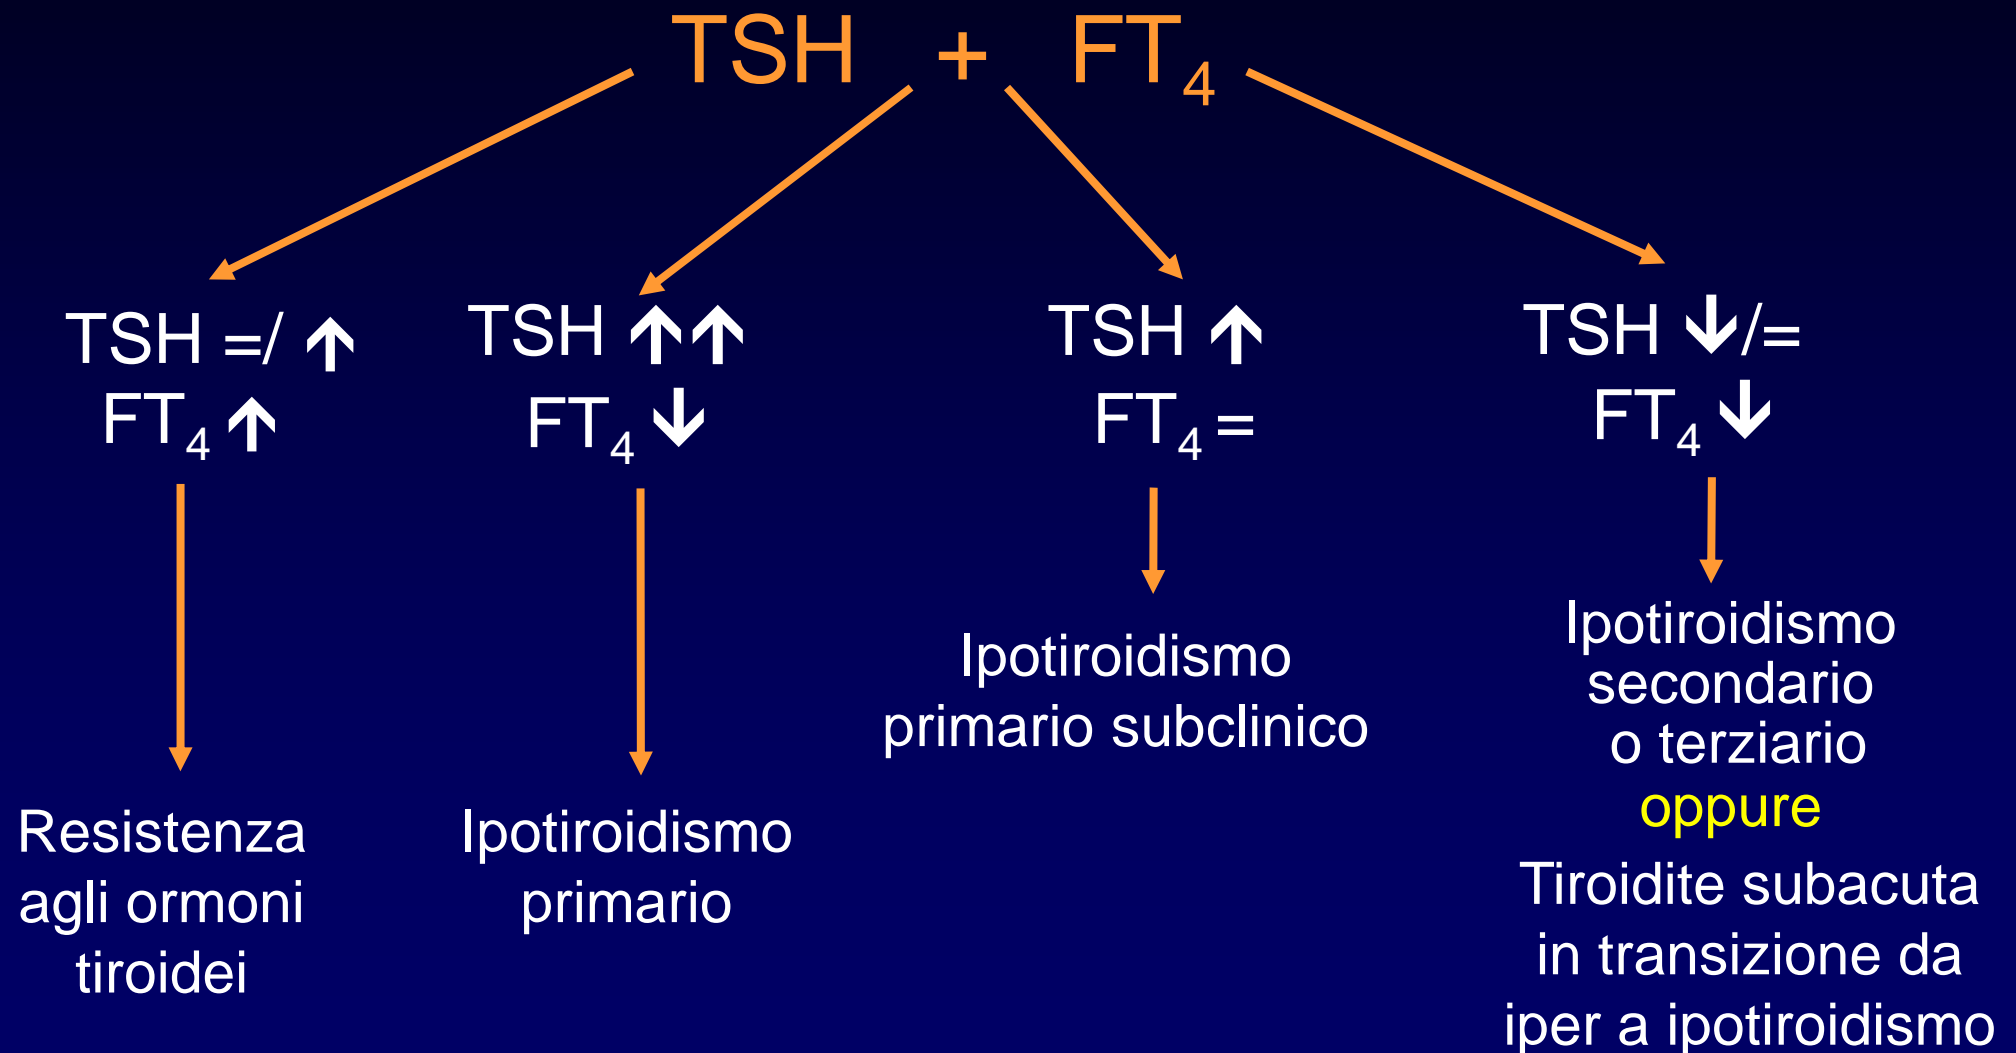 TSH + FT4
TSH =/ ↑
FT4 ↑
Resistenza
agli ormoni
tiroidei
TSH ↑↑
FT4 ↓
Ipotiroidismo
primario
TSH ↑
FT4 =
Ipotiroidismo
primario subclinico
TSH ↓/=
FT4 ↓
Ipotiroidismo
secondario
o terziario
oppure
Tiroidite subacuta
in transizione da
iper a ipotiroidismo